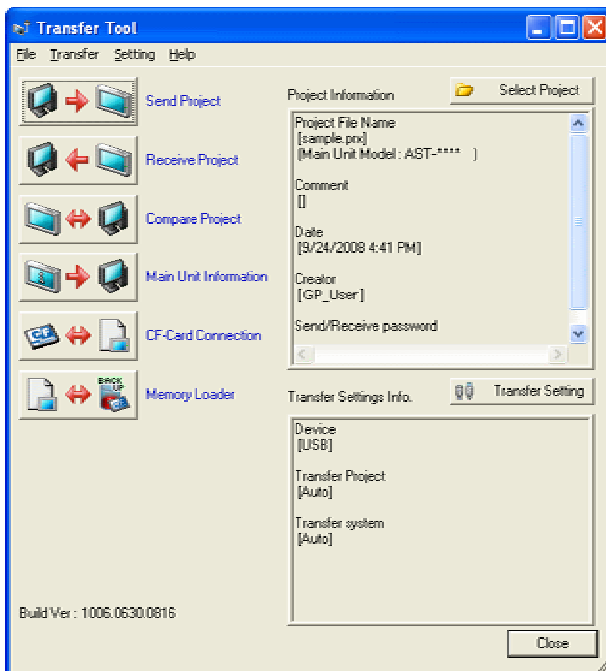 Transfer Tool
File Transfer Setting Help
Send Project
Receive Project
Compare Project
Main Unit Information
CF-Card Connection
CF
Memory Loader
BACK
UP
Build Ver : 1006.0630.0816
Project Information
Select Project
Project File Name
[sample.prx]
(Main Unit Model : AST-**** )
Comment
[]
Date
[9/24/2008 4:41 PM]
Creator
[GP_User]
Send/Receive password
Transfer Settings Info.
Transfer Setting
Device
[USB]
Transfer Project
[Auto]
Transfer system
[Auto]
Close